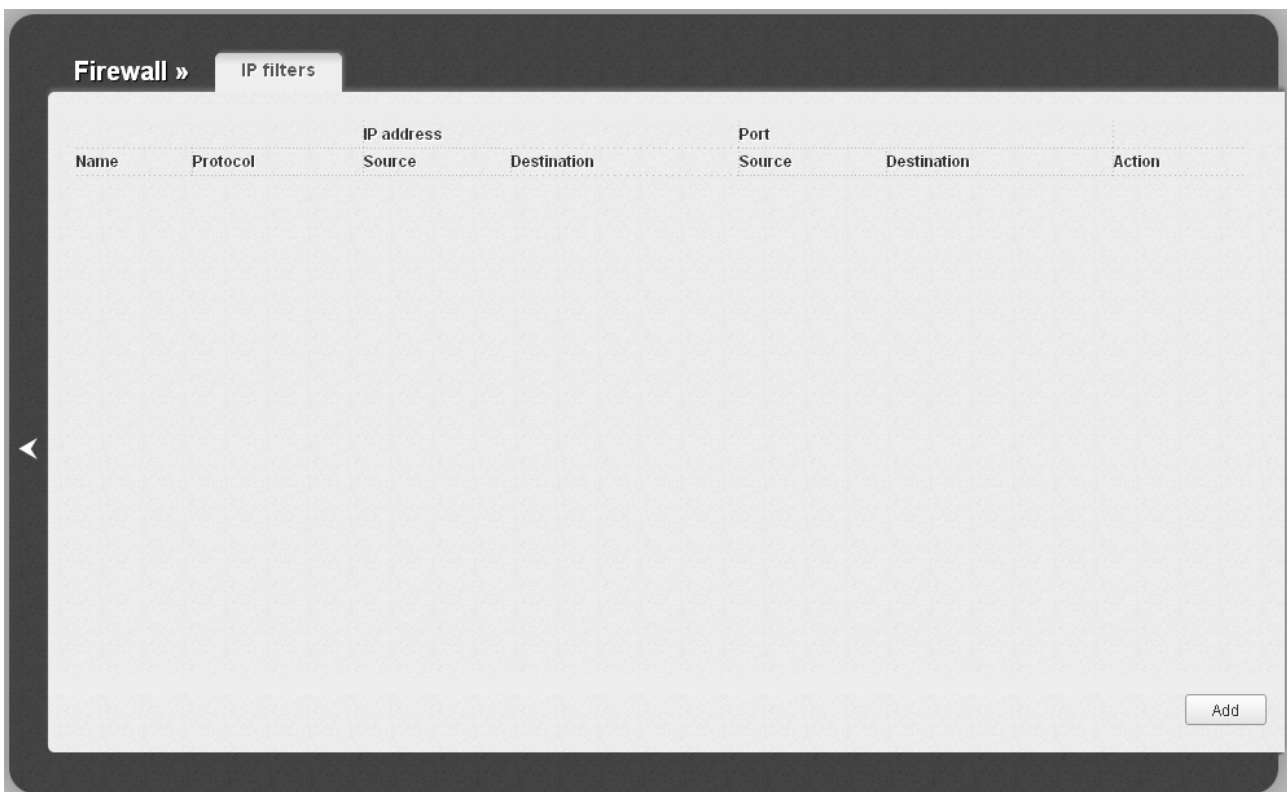 Firewall » IP filters
IP address Port
Name Protocol Source Destination Source Destination Action
Add